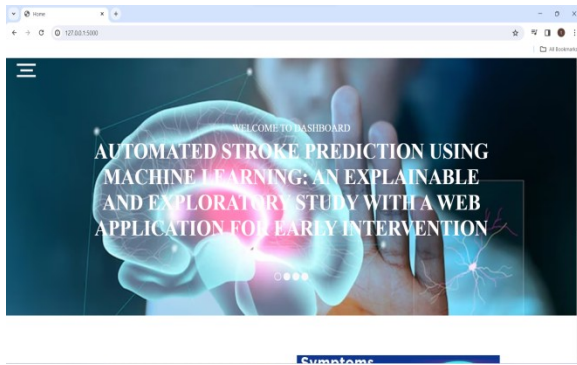 Home
127.0.0.1:5000
All Bookmarks
WELCOME TO DASHBOARD
AUTOMATED STROKE PREDICTION USING
MACHINE LEARNING: AN EXPLAINABLE
AND EXPLORATORY STUDY WITH A WEB
APPLICATION FOR EARLY INTERVENTION
Symptoms